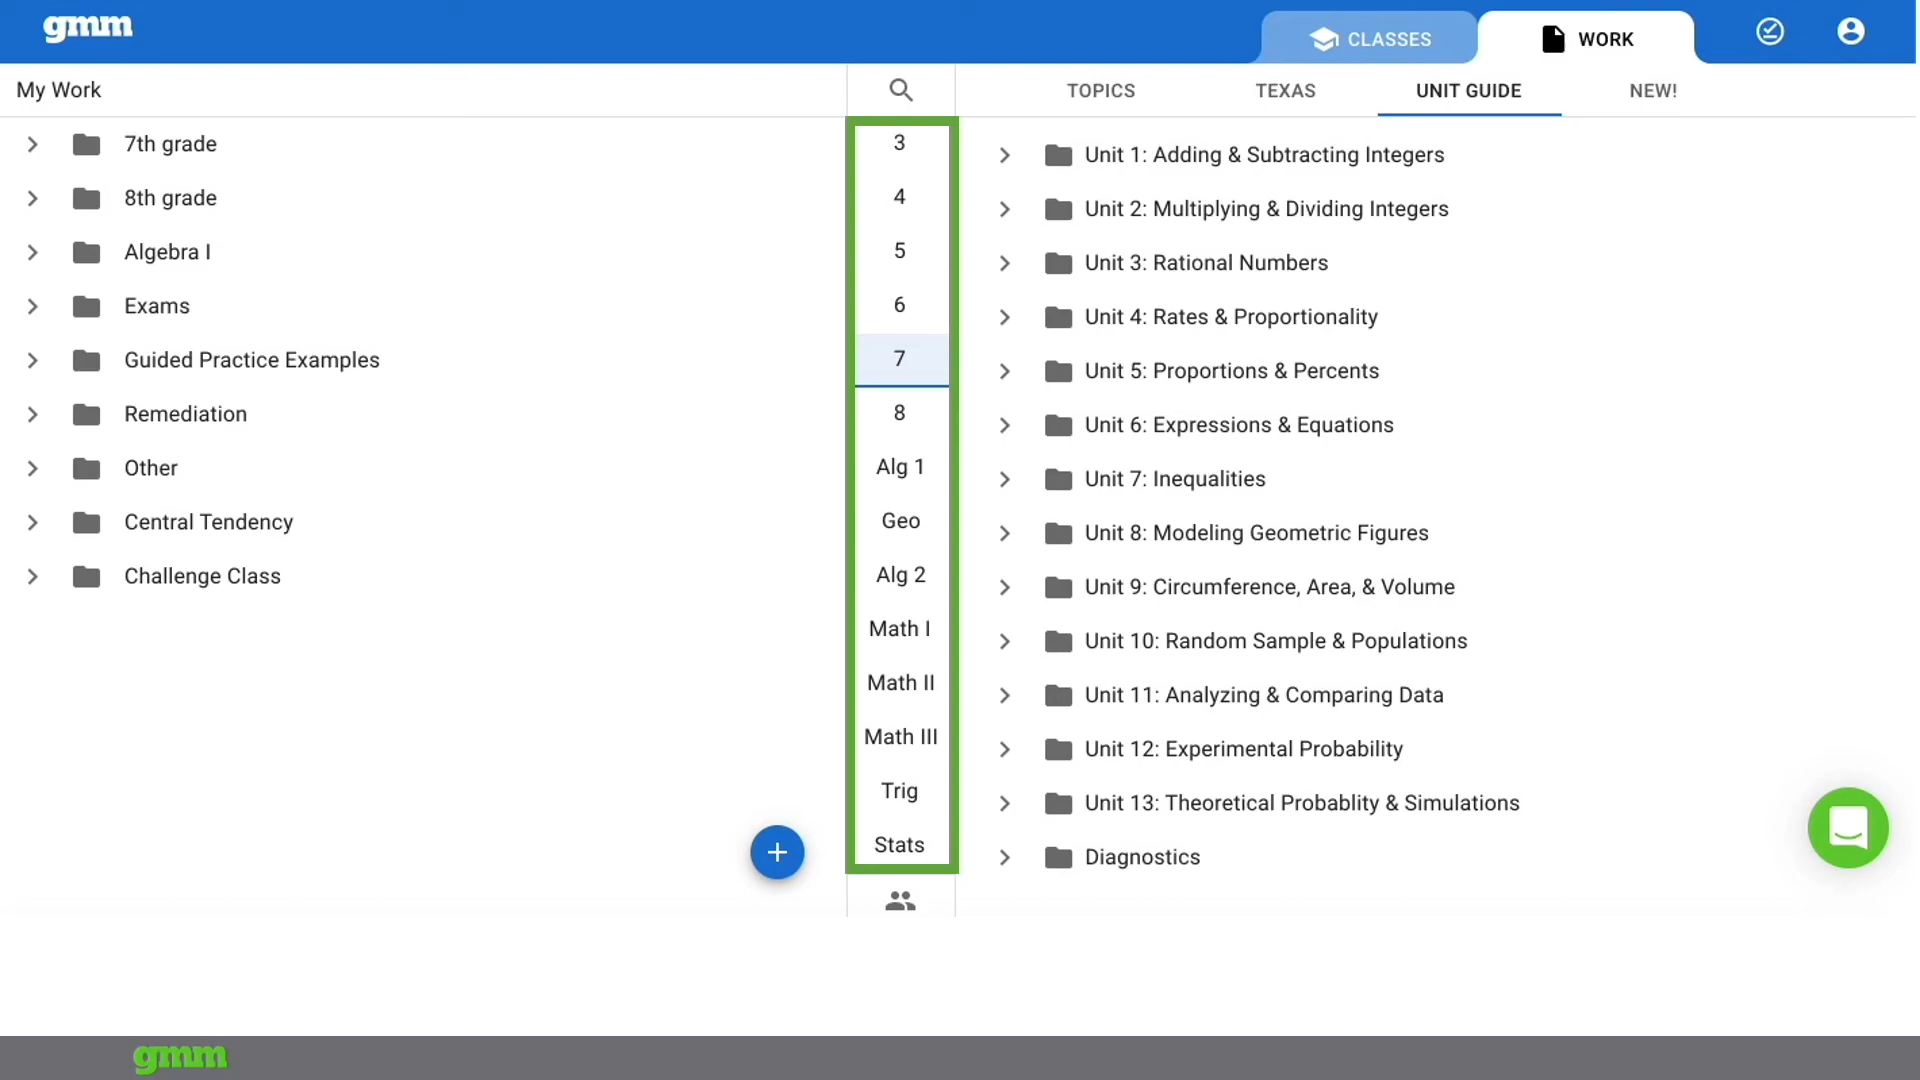 gmm
CLASSES
WORK
My Work
TOPICS
TEXAS
UNIT GUIDE
NEW!
7th grade
8th grade
Algebra I
Exams
Guided Practice Examples
Remediation
Other
Central Tendency
Challenge Class
3
4
5
6
7
8
Alg 1
Geo
Alg 2
Math I
Math II
Math III
Trig
Stats
Unit 1: Adding & Subtracting Integers
Unit 2: Multiplying & Dividing Integers
Unit 3: Rational Numbers
Unit 4: Rates & Proportionality
Unit 5: Proportions & Percents
Unit 6: Expressions & Equations
Unit 7: Inequalities
Unit 8: Modeling Geometric Figures
Unit 9: Circumference, Area, & Volume
Unit 10: Random Sample & Populations
Unit 11: Analyzing & Comparing Data
Unit 12: Experimental Probability
Unit 13: Theoretical Probablity & Simulations
Diagnostics
gmm